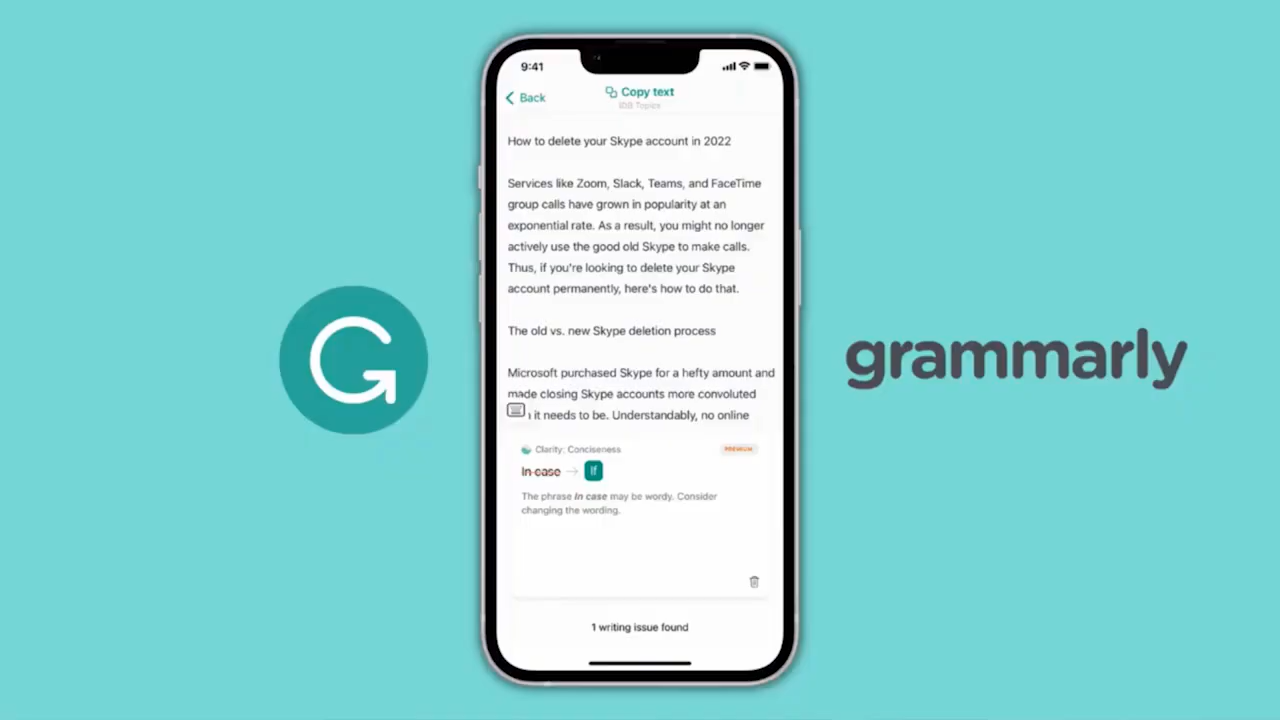 9:41
Back
Copy text
IDB Topics
How to delete your Skype account in 2022
Services like Zoom, Slack, Teams, and FaceTime
group calls have grown in popularity at an
exponential rate. As a result, you might no longer
actively use the good old Skype to make calls.
Thus, if you're looking to delete your Skype
account permanently, here's how to do that.
The old vs. new Skype deletion process
Microsoft purchased Skype for a hefty amount and
made closing Skype accounts more convoluted
it needs to be. Understandably, no online
Clarity: Conciseness
PREMIUM
In case → If
The phrase In case may be wordy. Consider
changing the wording.
1 writing issue found
G
grammarly